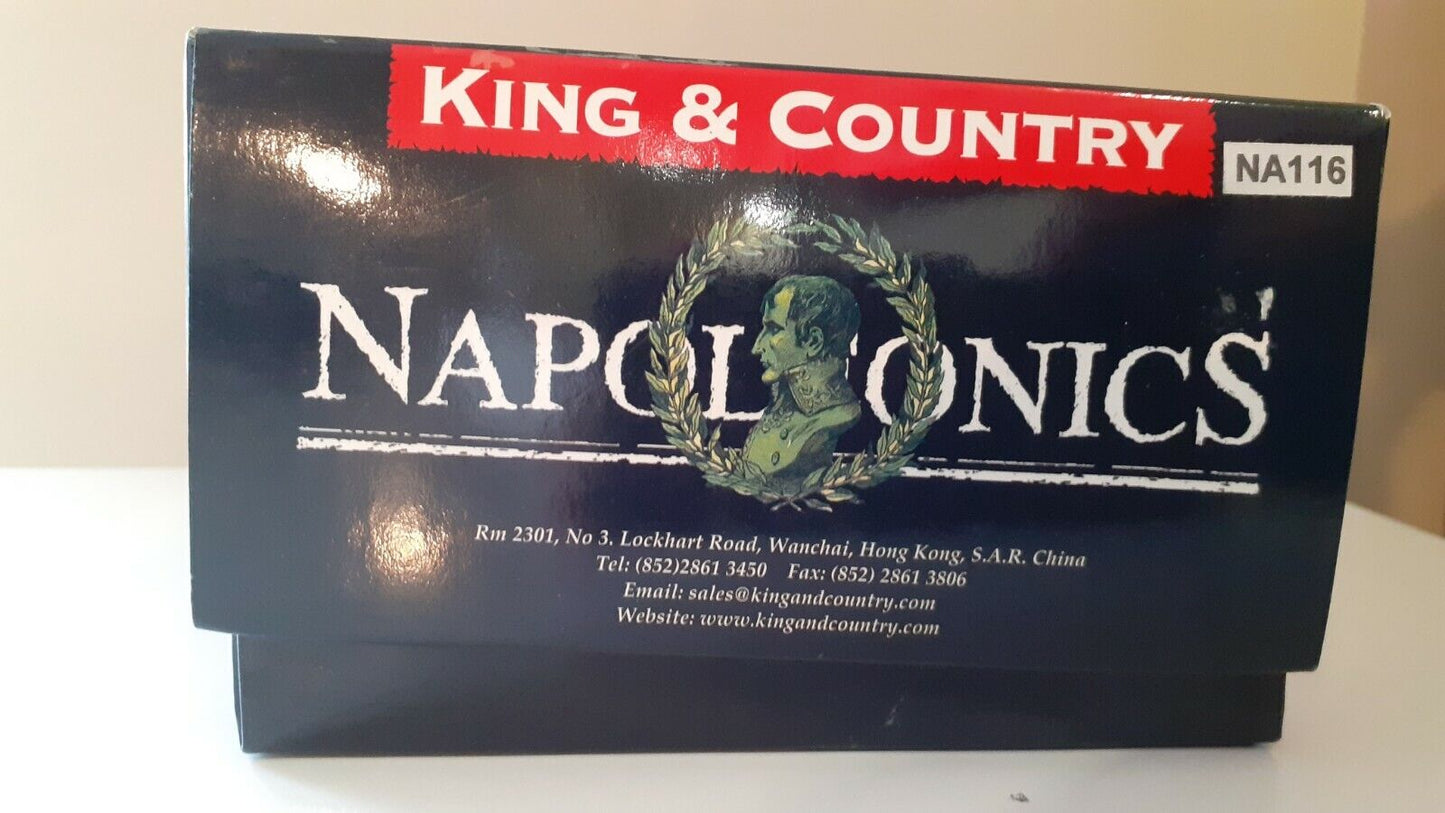 KING & COUNTRY
NA116
NAPOLEONICS
Rm 2301, No 3. Lockhart Road, Wanchai, Hong Kong, S.A.R. China
Tel: (852)2861 3450 Fax: (852) 2861 3806
Email: sales@kingandcountry.com
Website: www.kingandcountry.com